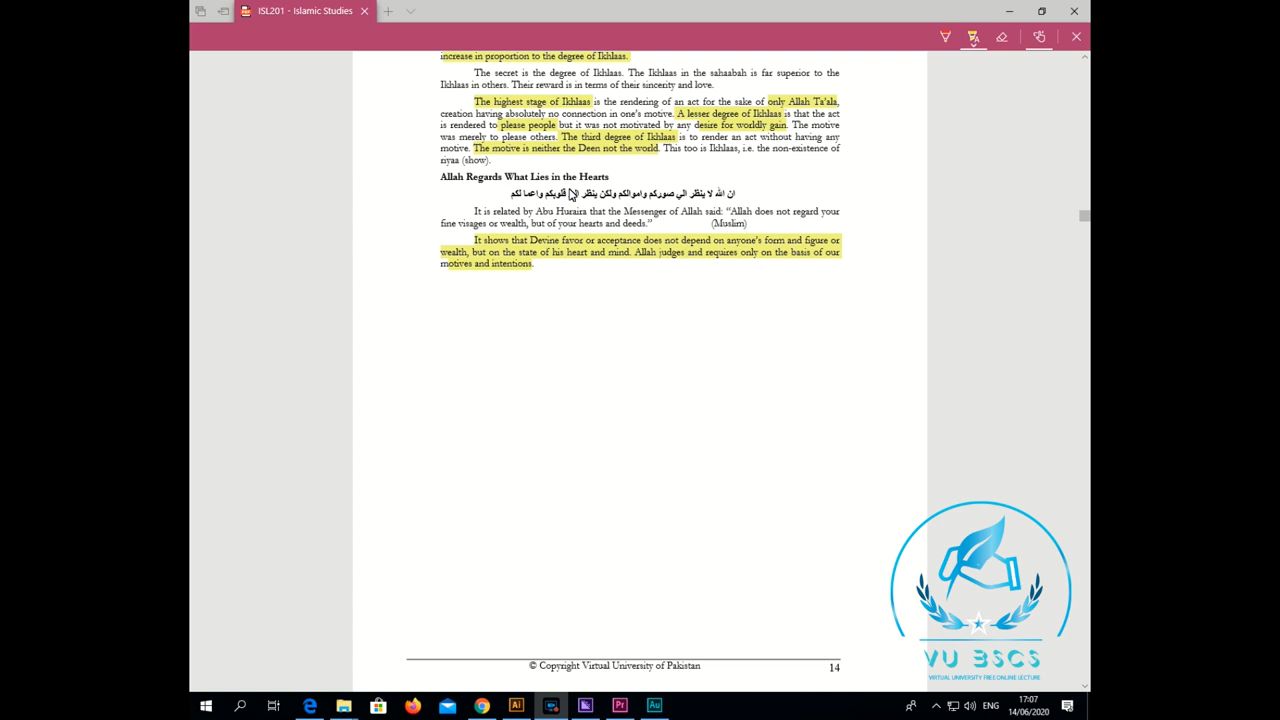 ISL201 - Islamic Studies
increase in proportion to the degree of Ikhlaas.
The secret is the degree of Ikhlaas. The Ikhlaas in the sahaabah is far superior to the
Ikhlaas in others. Their reward is in terms of their sincerity and love.
The highest stage of Ikhlaas is the rendering of an act for the sake of only Allah Ta'ala,
creation having absolutely no connection in one's motive. A lesser degree of Ikhlaas is that the act
is rendered to please people but it was not motivated by any desire for worldly gain. The motive
was merely to please others. The third degree of Ikhlaas is to render an act without having any
motive. The motive is neither the Deen not the world. This too is Ikhlaas, i.e. the non-existence of
riyaa (show).
Allah Regards What Lies in the Hearts
ان الله لا ينظر الي صوركم واموالكم ولكن ينظر قلوبكم واعما لكم
It is related by Abu Huraira that the Messenger of Allah said: “Allah does not regard your
fine visages or wealth, but of your hearts and deeds.” (Muslim)
It shows that Devine favor or acceptance does not depend on anyone's form and figure or
wealth, but on the state of his heart and mind. Allah judges and requires only on the basis of our
motives and intentions.
© Copyright Virtual University of Pakistan
14
VU BSCS
VIRTUAL UNIVERSITY FREE ONLINE LECTURE
Ai
Pr
Au
ENG
17:07
14/06/2020